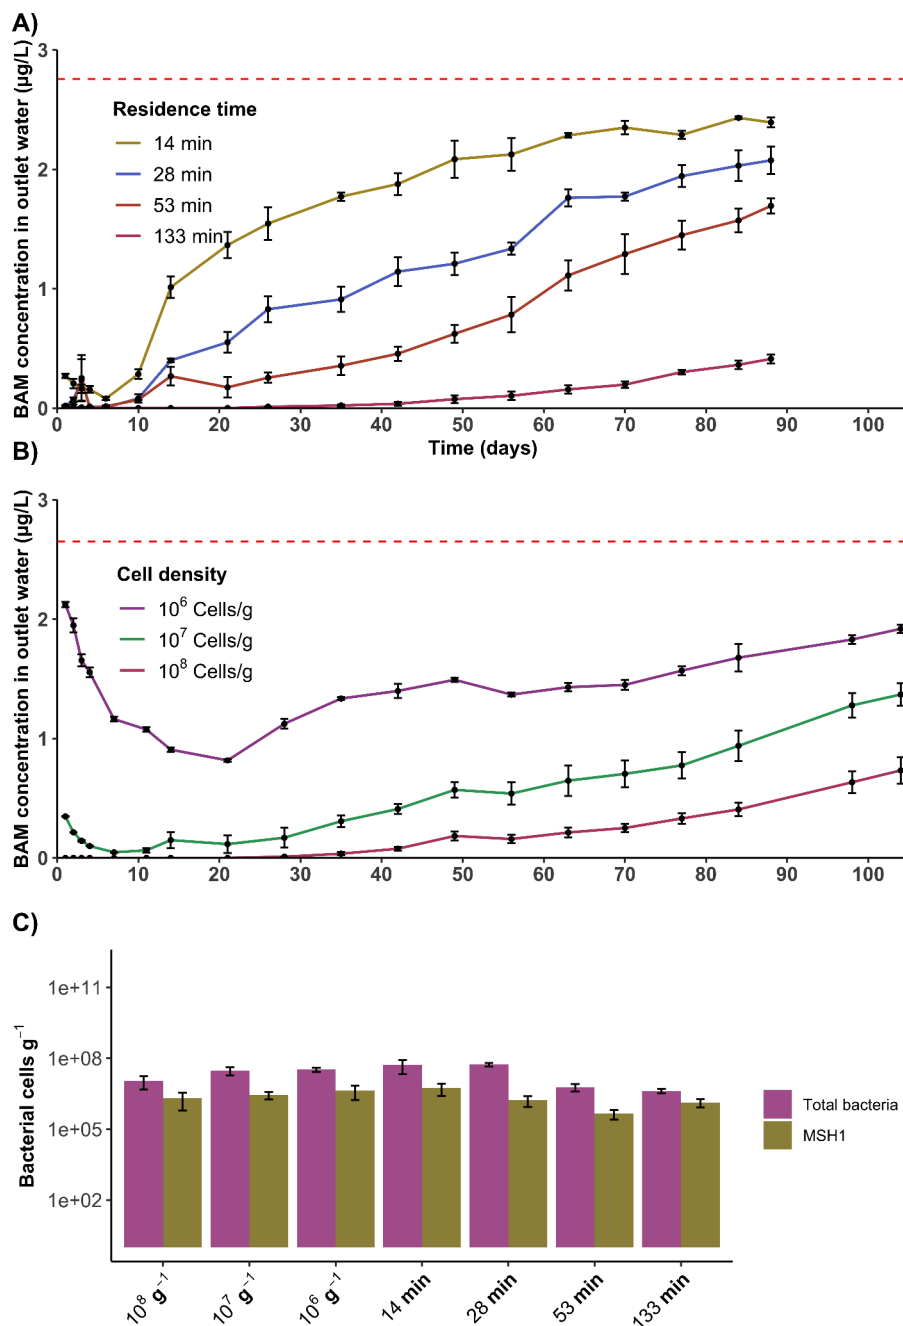 A)
BAM concentration in outlet water (µg/L)
3
2
1
0
Residence time
14 min
28 min
53 min
133 min
0 10 20 30 40 50 60 70 80 90 100
Time (days)
B)
BAM concentration in outlet water (µg/L)
3
2
1
0
Cell density
10⁶ Cells/g
10⁷ Cells/g
10⁸ Cells/g
0 10 20 30 40 50 60 70 80 90 100
C)
Bacterial cells g⁻¹
1e+11
1e+08
1e+05
1e+02
Total bacteria
MSH1
10⁸ g⁻¹ 10⁷ g⁻¹ 10⁶ g⁻¹ 14 min 28 min 53 min 133 min